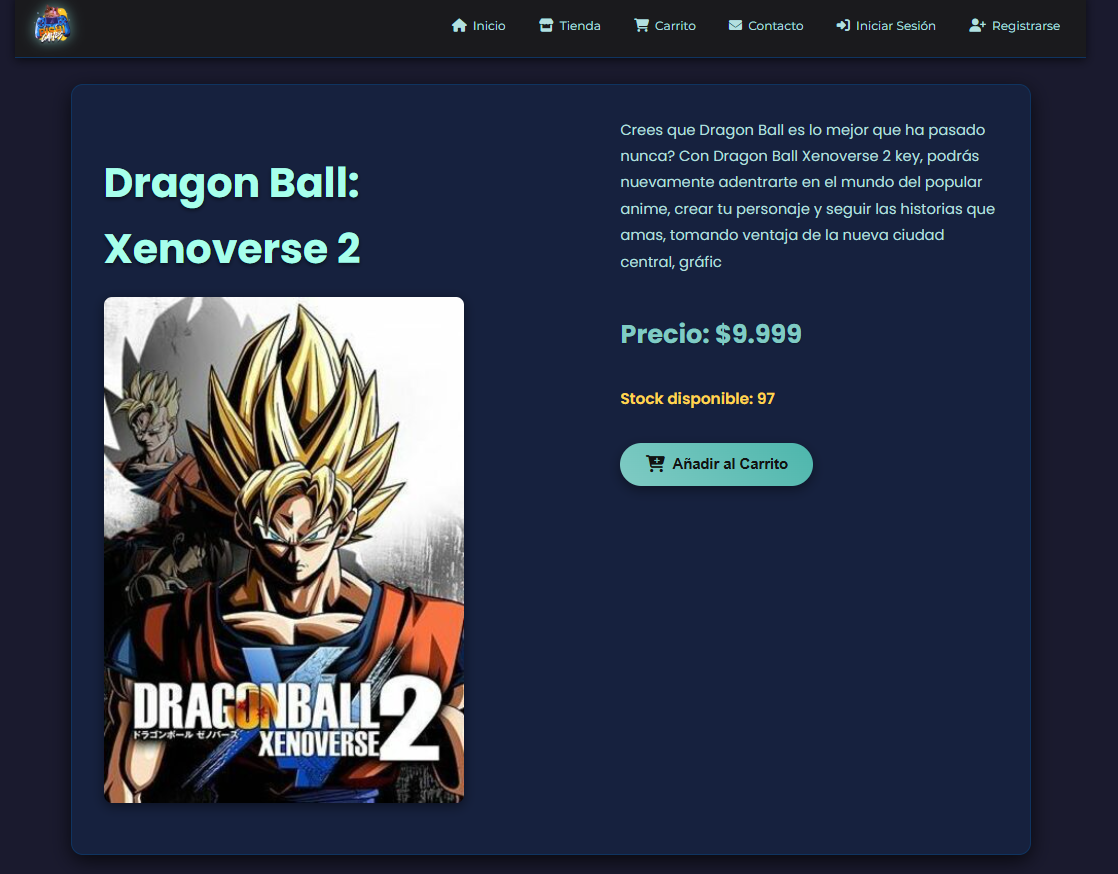 Inicio
Tienda
Carrito
Contacto
Iniciar Sesión
Registrarse
Dragon Ball:
Xenoverse 2
DRAGONBALL
XENOVERSE 2
ドラゴンボール ゼノバース
Crees que Dragon Ball es lo mejor que ha pasado
nunca? Con Dragon Ball Xenoverse 2 key, podrás
nuevamente adentrarte en el mundo del popular
anime, crear tu personaje y seguir las historias que
amas, tomando ventaja de la nueva ciudad
central, gráfic
Precio: $9.999
Stock disponible: 97
Añadir al Carrito